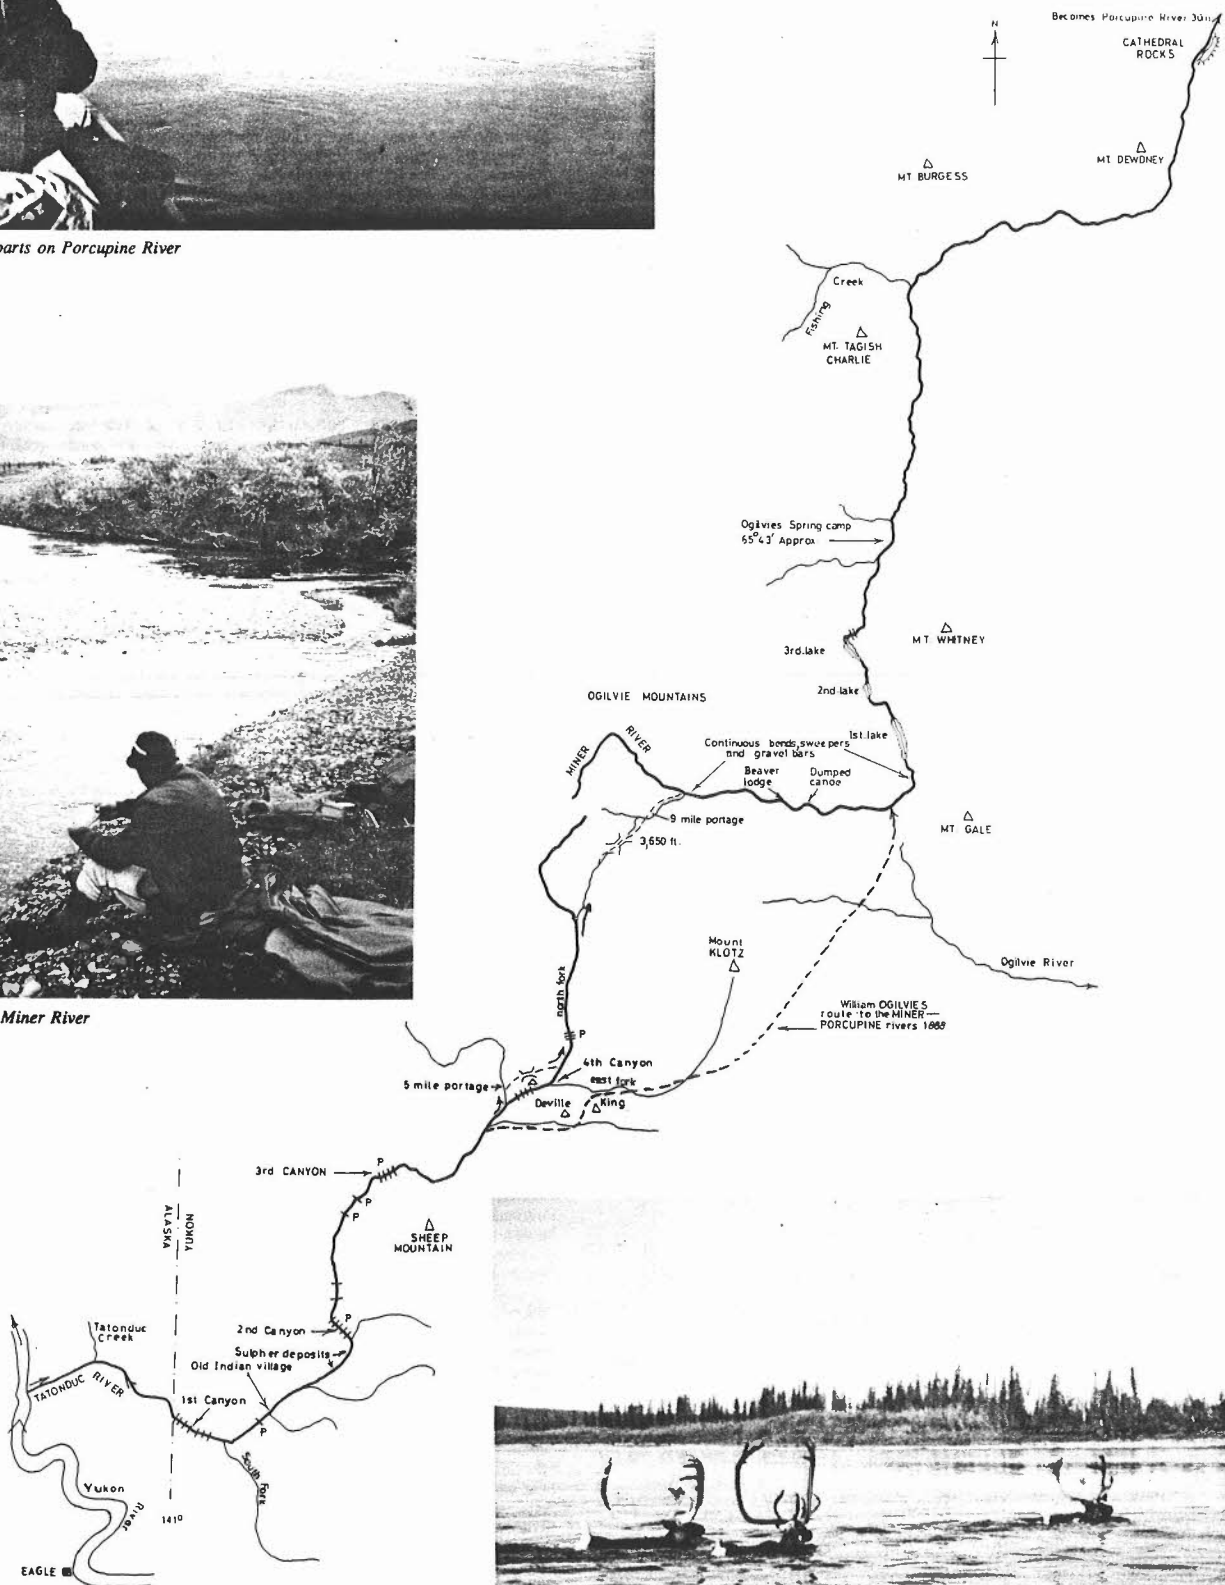 Becomes Porcupine River
CATHEDRAL
ROCKS
N
MT DEWDNEY
MT BURGESS
parts on Porcupine River
Creek
Fishing
MT. TAGISH
CHARLIE
Ogilvies Spring camp
65°43' Approx
MT. WHITNEY
3rd.lake
2nd lake
OGILVIE MOUNTAINS
1st.lake
MINER RIVER
Continuous bends,sweepers
and gravel bars
Beaver
lodge
Dumped
canoe
9 mile portage
MT. GALE
3,650 ft.
Mount
KLOTZ
Ogilvie River
north fork
William OGILVIES
route to the MINER—
PORCUPINE rivers 1888
Miner River
P
4th Canyon
5 mile portage
east fork
Deville
King
3rd CANYON
P
P
P
ALASKA
YUKON
SHEEP
MOUNTAIN
P
2nd Canyon
Tatonduc
Creek
Sulpher deposits
Old Indian village
TATONDUC RIVER
1st Canyon
P
South Fork
Yukon
River
141°
EAGLE